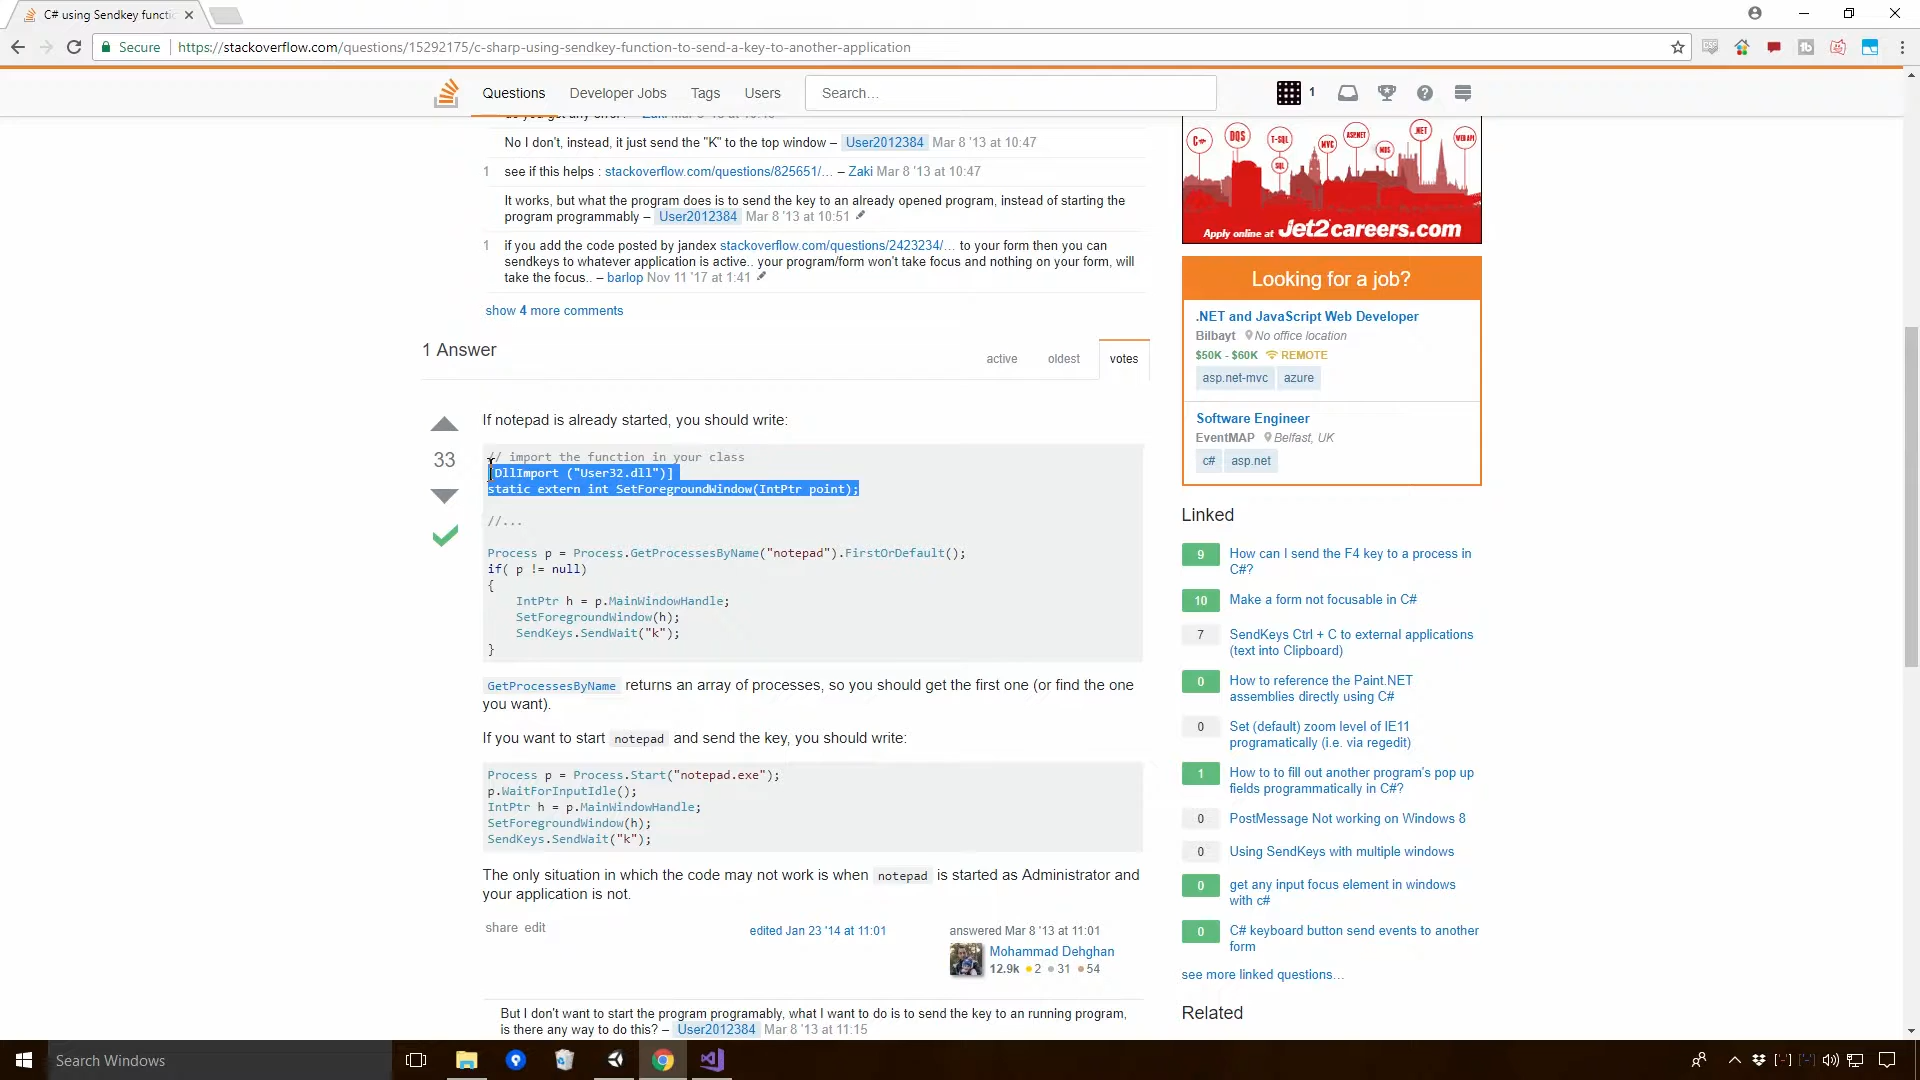 C# using Sendkey functi
Secure
https://stackoverflow.com/questions/15292175/c-sharp-using-sendkey-function-to-send-a-key-to-another-application
Questions
Developer Jobs
Tags
Users
Search...
1
No I don't, instead, it just send the "K" to the top window – User2012384 Mar 8 '13 at 10:47
1 see if this helps : stackoverflow.com/questions/825651/… – Zaki Mar 8 '13 at 10:47
It works, but what the program does is to send the key to an already opened program, instead of starting the
program programmably – User2012384 Mar 8 '13 at 10:51
1 if you add the code posted by jandex stackoverflow.com/questions/2423234/… to your form then you can
sendkeys to whatever application is active.. your program/form won't take focus and nothing on your form, will
take the focus.. – barlop Nov 11 '17 at 1:41
show 4 more comments
1 Answer
active
oldest
votes
33
If notepad is already started, you should write:
// import the function in your class
[DllImport ("User32.dll")]
static extern int SetForegroundWindow(IntPtr point);
//...
Process p = Process.GetProcessesByName("notepad").FirstOrDefault();
if( p != null)
{
IntPtr h = p.MainWindowHandle;
SetForegroundWindow(h);
SendKeys.SendWait("k");
}
GetProcessesByName returns an array of processes, so you should get the first one (or find the one
you want).
If you want to start notepad and send the key, you should write:
Process p = Process.Start("notepad.exe");
p.WaitForInputIdle();
IntPtr h = p.MainWindowHandle;
SetForegroundWindow(h);
SendKeys.SendWait("k");
The only situation in which the code may not work is when notepad is started as Administrator and
your application is not.
share edit
edited Jan 23 '14 at 11:01
answered Mar 8 '13 at 11:01
Mohammad Dehghan
12.9k 2 31 54
But I don't want to start the program programably, what I want to do is to send the key to an running program,
is there any way to do this? – User2012384 Mar 8 '13 at 11:15
C++
DQS
T-SQL
SQL
MVC
ASP.NET
MDS
.NET
WEB API
Apply online at Jet2careers.com
Looking for a job?
.NET and JavaScript Web Developer
Bilbayt No office location
$50K - $60K REMOTE
asp.net-mvc azure
Software Engineer
EventMAP Belfast, UK
c# asp.net
Linked
9 How can I send the F4 key to a process in
C#?
10 Make a form not focusable in C#
7 SendKeys Ctrl + C to external applications
(text into Clipboard)
0 How to reference the Paint.NET
assemblies directly using C#
0 Set (default) zoom level of IE11
programatically (i.e. via regedit)
1 How to to fill out another program's pop up
fields programmatically in C#?
0 PostMessage Not working on Windows 8
0 Using SendKeys with multiple windows
0 get any input focus element in windows
with c#
0 C# keyboard button send events to another
form
see more linked questions…
Related
Search Windows